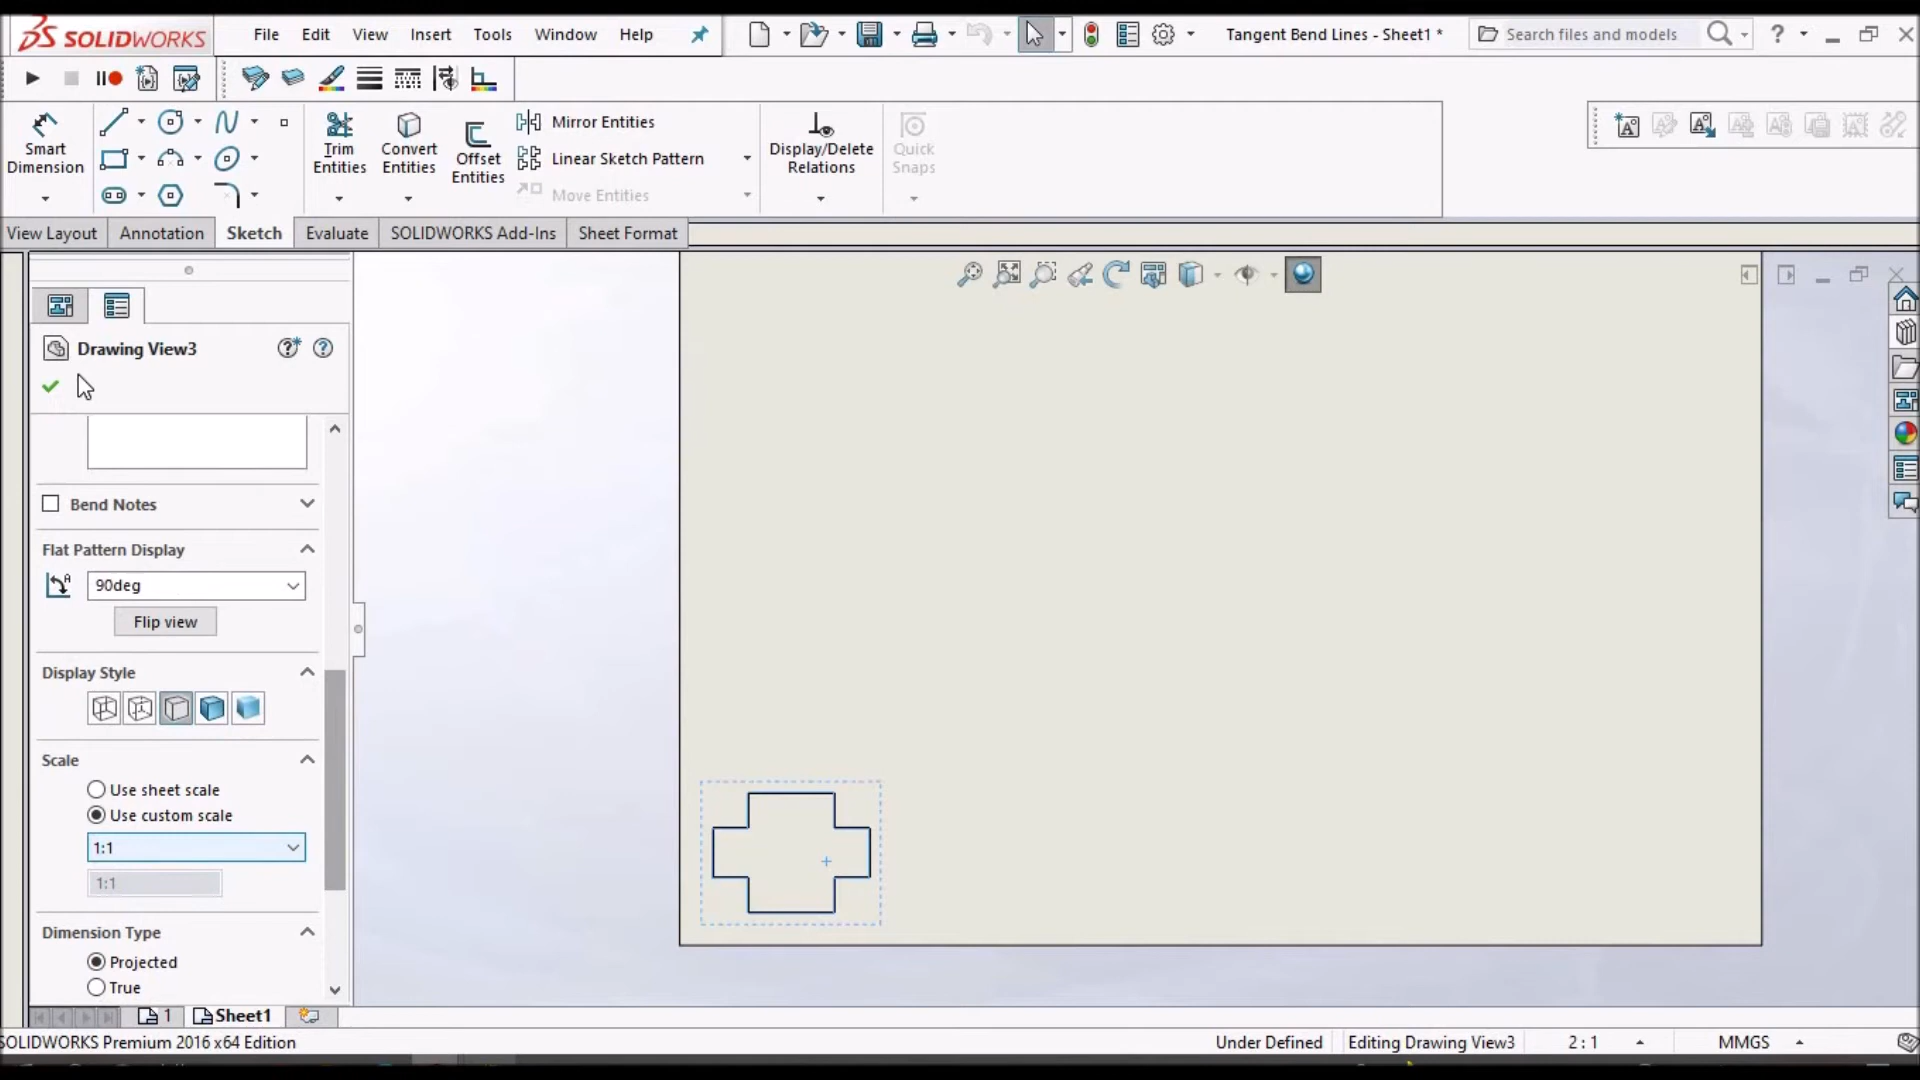 SOLIDWORKS
File Edit View Insert Tools Window Help
Tangent Bend Lines - Sheet1 *
Search files and models
Smart Dimension
Trim Entities
Convert Entities
Offset Entities
Mirror Entities
Linear Sketch Pattern
Move Entities
Display/Delete Relations
Quick Snaps
View Layout Annotation Sketch Evaluate SOLIDWORKS Add-Ins Sheet Format
Drawing View3
Bend Notes
Flat Pattern Display
90deg
Flip view
Display Style
Scale
Use sheet scale
Use custom scale
1:1
1:1
Dimension Type
Projected
True
1 Sheet1
SOLIDWORKS Premium 2016 x64 Edition
Under Defined Editing Drawing View3 2 : 1 MMGS